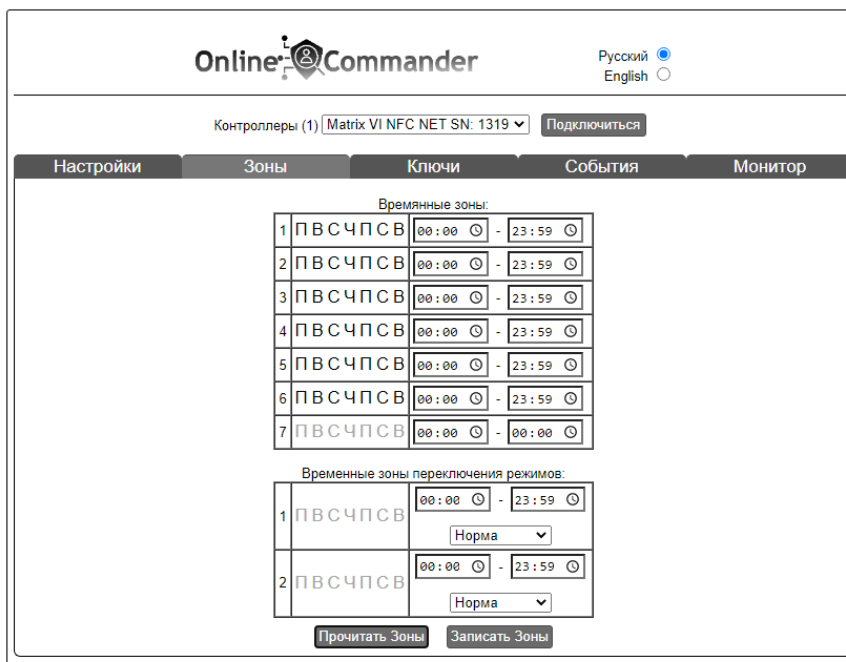 Online Commander
Русский
English
Контроллеры (1) Matrix VI NFC NET SN: 1319 Подключиться
Настройки Зоны Ключи События Монитор
Времянные зоны:
1 П В С Ч П С В 00:00 - 23:59
2 П В С Ч П С В 00:00 - 23:59
3 П В С Ч П С В 00:00 - 23:59
4 П В С Ч П С В 00:00 - 23:59
5 П В С Ч П С В 00:00 - 23:59
6 П В С Ч П С В 00:00 - 23:59
7 П В С Ч П С В 00:00 - 00:00
Временные зоны переключения режимов:
00:00 - 23:59
1 П В С Ч П С В
Норма
00:00 - 23:59
2 П В С Ч П С В
Норма
Прочитать Зоны Записать Зоны